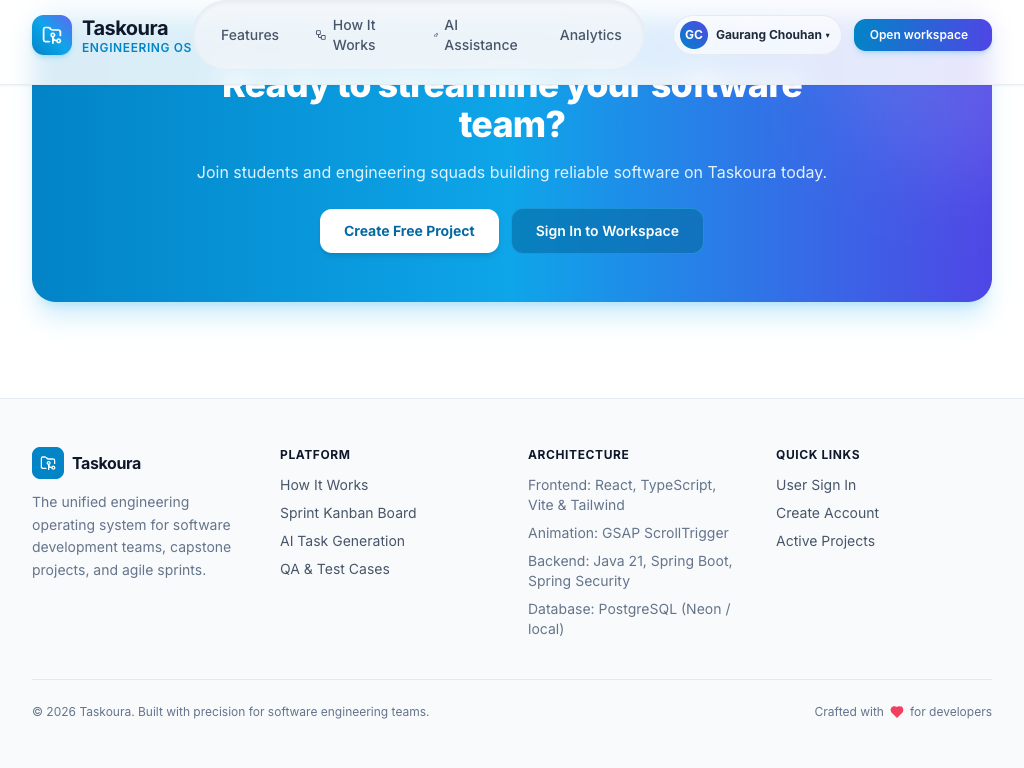 Taskoura
ENGINEERING OS
Features
How It
Works
AI
Assistance
Analytics
GC
Gaurang Chouhan ▾
Open workspace
Ready to streamline your software
team?
Join students and engineering squads building reliable software on Taskoura today.
Create Free Project
Sign In to Workspace
Taskoura
The unified engineering
operating system for software
development teams, capstone
projects, and agile sprints.
PLATFORM
How It Works
Sprint Kanban Board
AI Task Generation
QA & Test Cases
ARCHITECTURE
Frontend: React, TypeScript,
Vite & Tailwind
Animation: GSAP ScrollTrigger
Backend: Java 21, Spring Boot,
Spring Security
Database: PostgreSQL (Neon /
local)
QUICK LINKS
User Sign In
Create Account
Active Projects
© 2026 Taskoura. Built with precision for software engineering teams.
Crafted with ❤ for developers